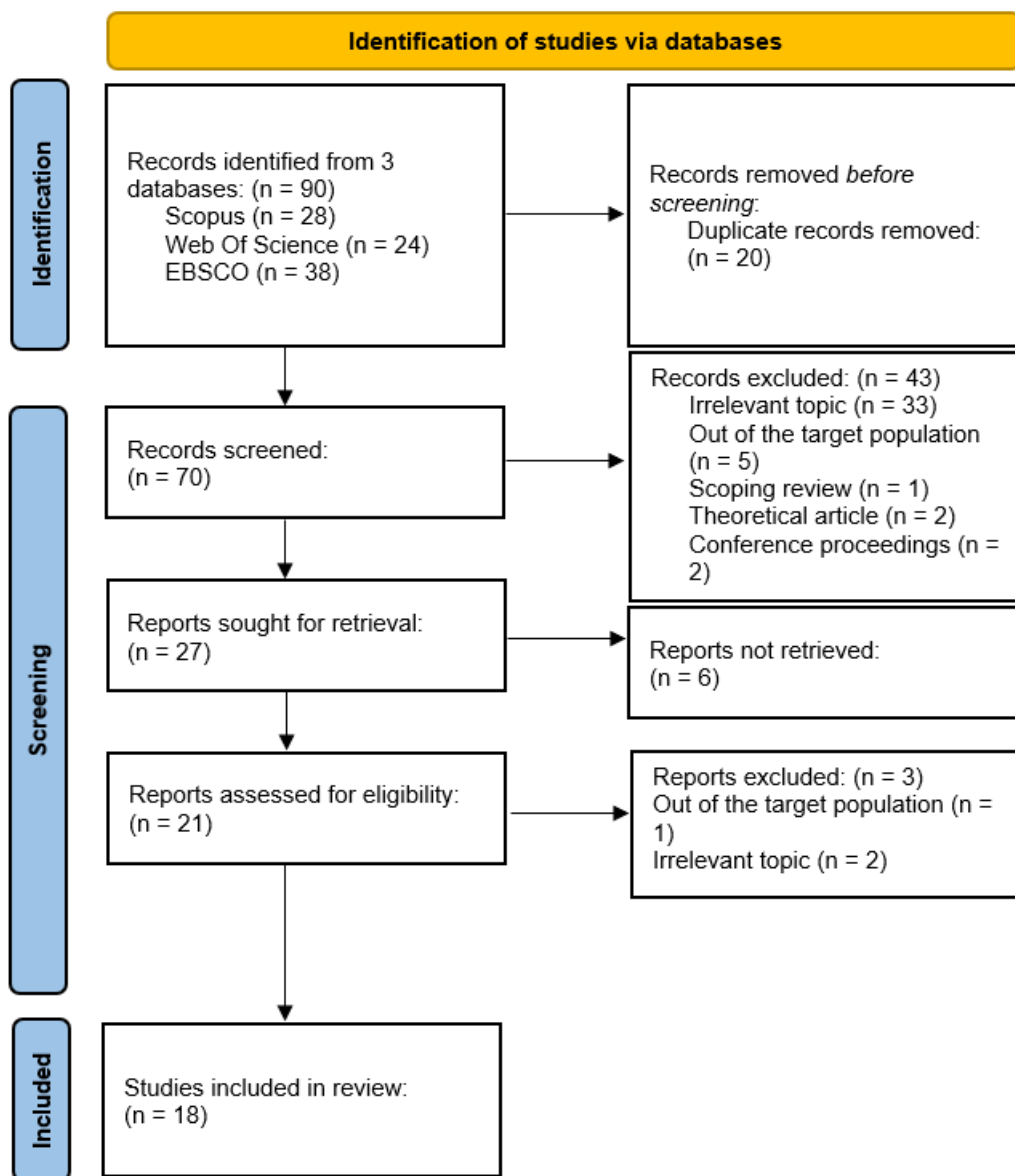 Identification of studies via databases
Identification
Records identified from 3
databases: (n = 90)
Scopus (n = 28)
Web Of Science (n = 24)
EBSCO (n = 38)
Records removed before
screening:
Duplicate records removed:
(n = 20)
Screening
Records screened:
(n = 70)
Records excluded: (n = 43)
Irrelevant topic (n = 33)
Out of the target population
(n = 5)
Scoping review (n = 1)
Theoretical article (n = 2)
Conference proceedings (n =
2)
Reports sought for retrieval:
(n = 27)
Reports not retrieved:
(n = 6)
Reports assessed for eligibility:
(n = 21)
Reports excluded: (n = 3)
Out of the target population (n =
1)
Irrelevant topic (n = 2)
Included
Studies included in review:
(n = 18)